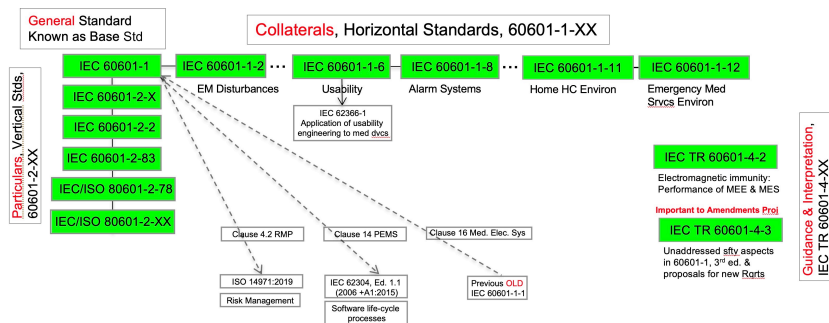 General Standard
Known as Base Std
Collaterals, Horizontal Standards, 60601-1-XX
IEC 60601-1
IEC 60601-1-2
...
IEC 60601-1-6
IEC 60601-1-8
...
IEC 60601-1-11
IEC 60601-1-12
EM Disturbances
Usability
Alarm Systems
Home HC Environ
Emergency Med
Srvcs Environ
IEC 62366-1
Application of usability
engineering to med dvcs
Particulars, Vertical Stds,
60601-2-XX
IEC 60601-2-X
IEC 60601-2-2
IEC 60601-2-83
IEC/ISO 80601-2-78
IEC/ISO 80601-2-XX
Clause 4.2 RMP
Clause 14 PEMS
Clause 16 Med. Elec. Sys
ISO 14971:2019
Risk Management
IEC 62304, Ed. 1.1
(2006 +A1:2015)
Software life-cycle
processes
Previous OLD
IEC 60601-1-1
IEC TR 60601-4-2
Electromagnetic immunity:
Performance of MEE & MES
Important to Amendments Proj
IEC TR 60601-4-3
Unaddressed sfty aspects
in 60601-1, 3rd ed. &
proposals for new Rqrts
Guidance & Interpretation,
IEC TR 60601-4-XX